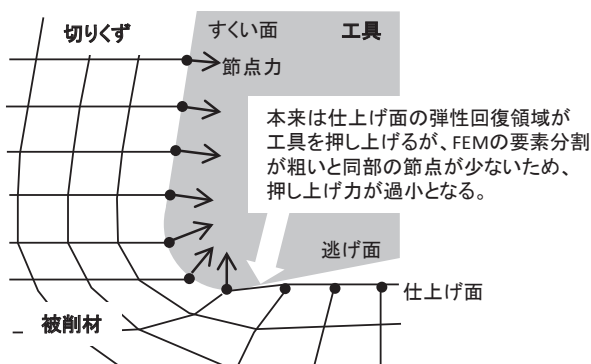 切りくず
すくい面
工具
節点力
本来は仕上げ面の弾性回復領域が
工具を押し上げるが、FEMの要素分割
が粗いと同部の節点が少ないため、
押し上げ力が過小となる。
逃げ面
仕上げ面
被削材